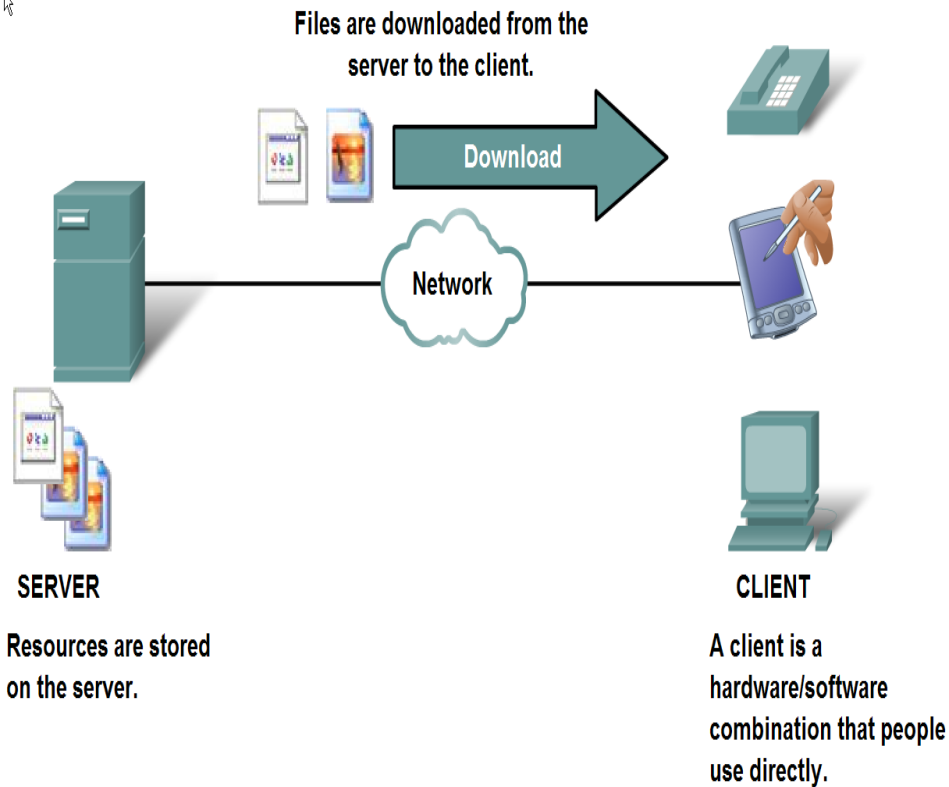 Files are downloaded from the
server to the client.
Download
Network
SERVER
Resources are stored
on the server.
CLIENT
A client is a
hardware/software
combination that people
use directly.